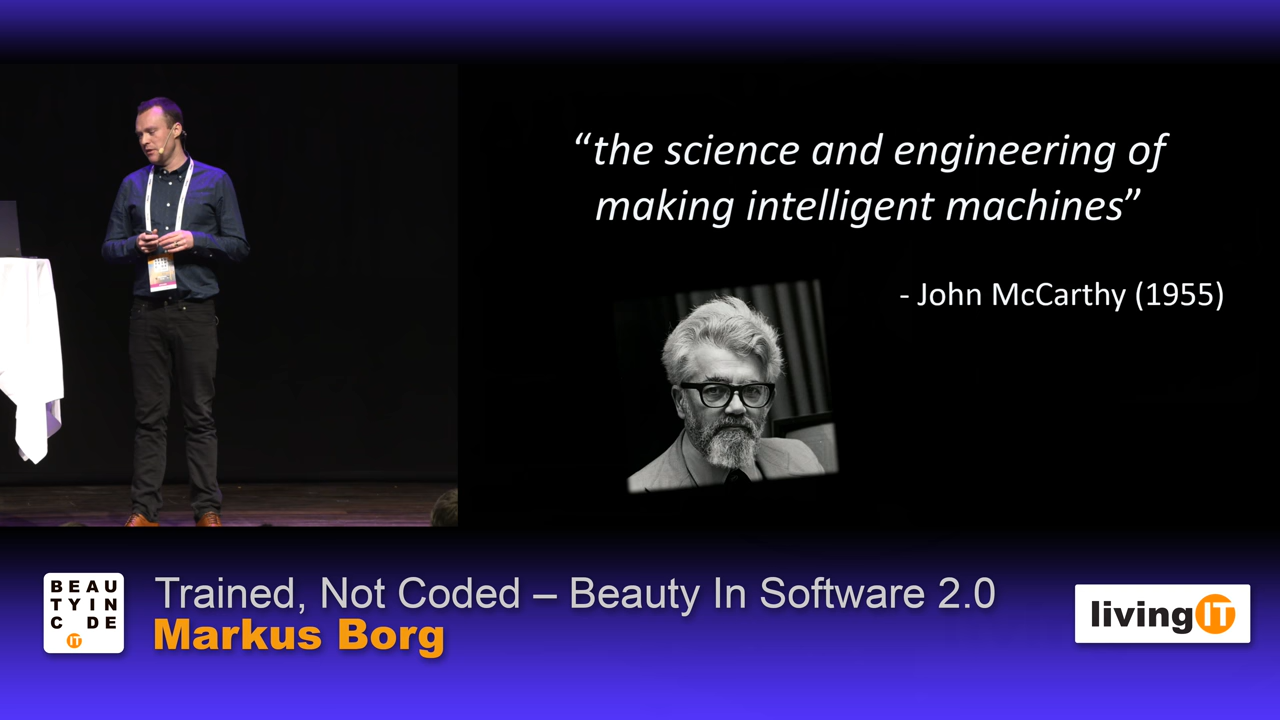 “the science and engineering of
making intelligent machines”
- John McCarthy (1955)
BEAU
TYIN
C DE
IT
Trained, Not Coded – Beauty In Software 2.0
Markus Borg
livingIT